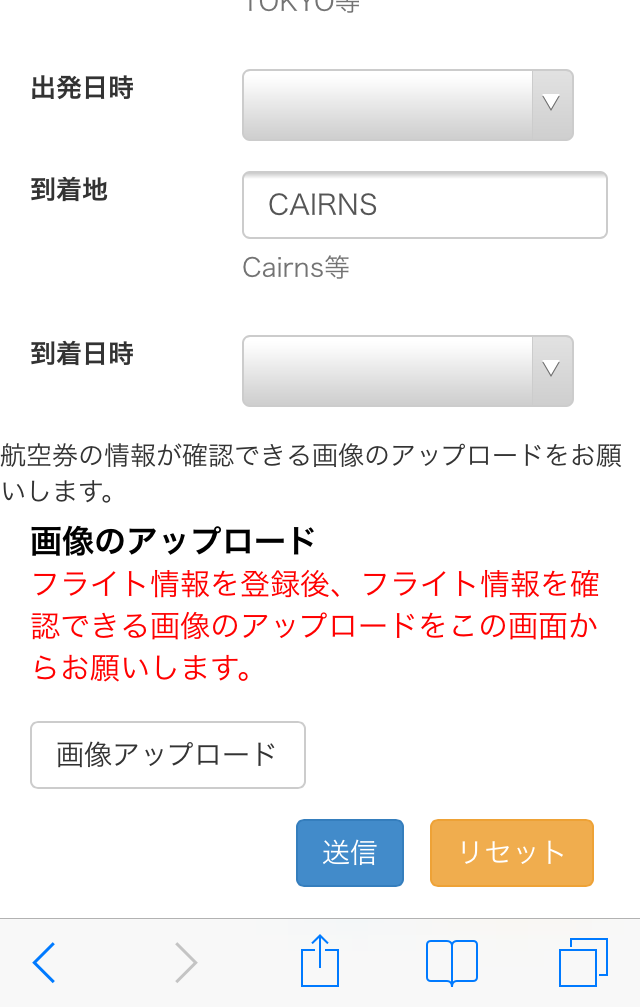 TOKYO等
出発日時
到着地
CAIRNS
Cairns等
到着日時
航空券の情報が確認できる画像のアップロードをお願
いします。
画像のアップロード
フライト情報を登録後、フライト情報を確
認できる画像のアップロードをこの画面か
らお願いします。
画像アップロード
送信
リセット